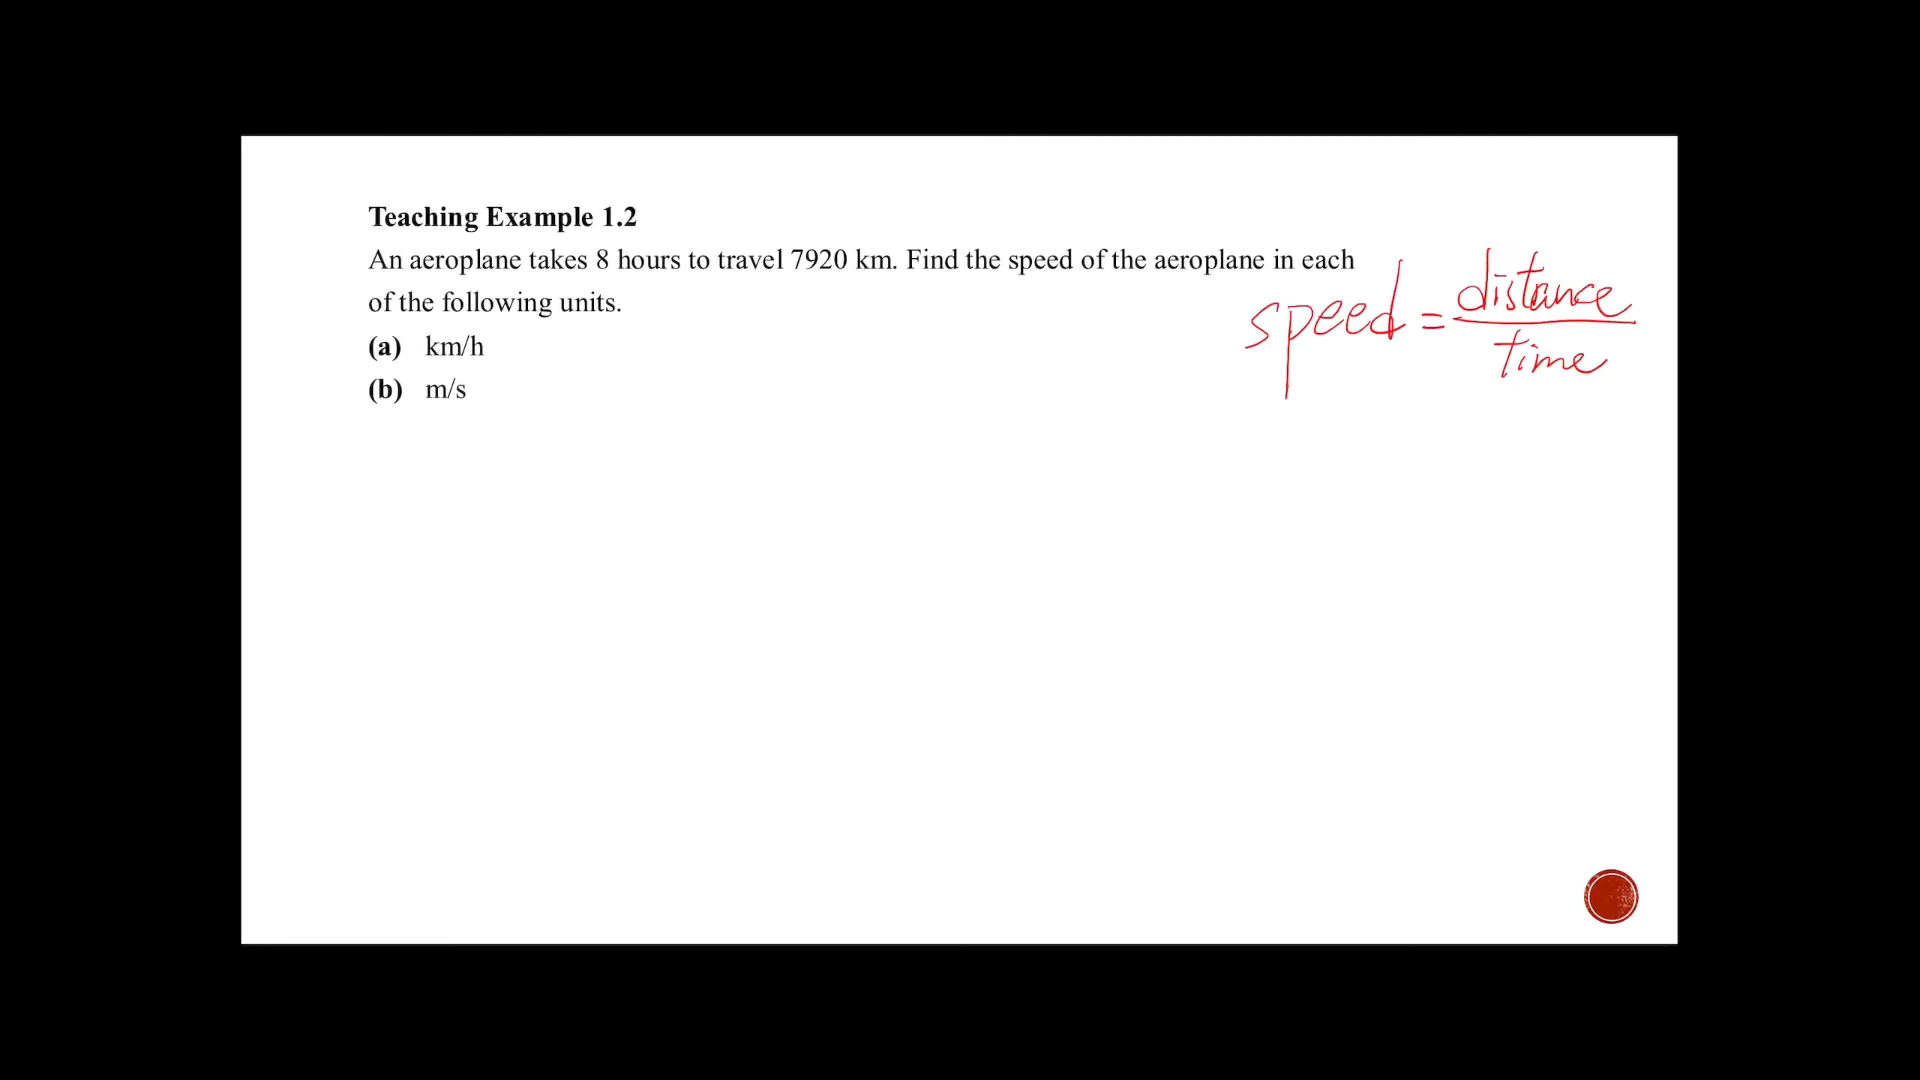 Teaching Example 1.2
An aeroplane takes 8 hours to travel 7920 km. Find the speed of the aeroplane in each
of the following units.
(a) km/h
(b) m/s
speed = distance
time